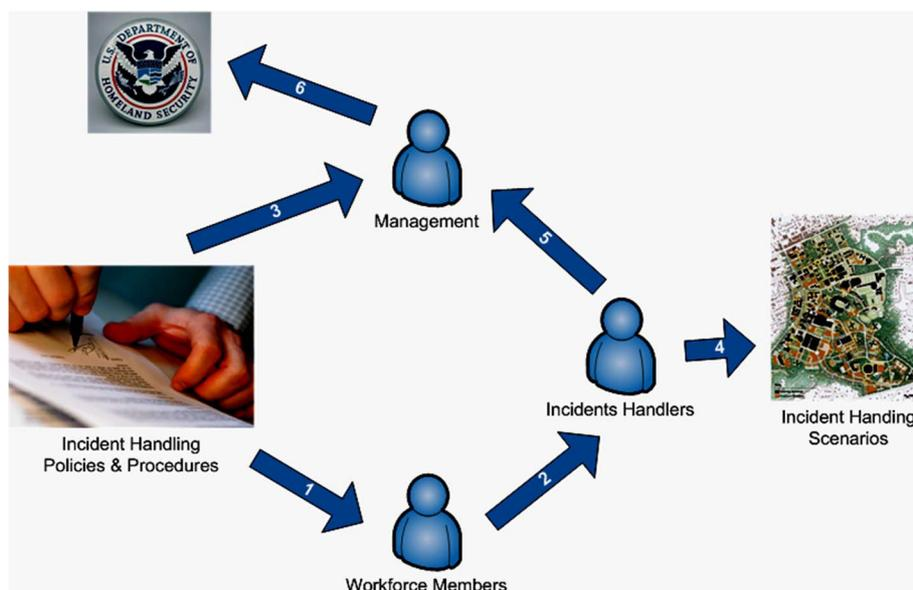 U.S. DEPARTMENT OF
HOMELAND SECURITY
6
3
Management
5
4
Incidents Handlers
Incident Handing
Scenarios
Incident Handling
Policies & Procedures
1
2
Workforce Members